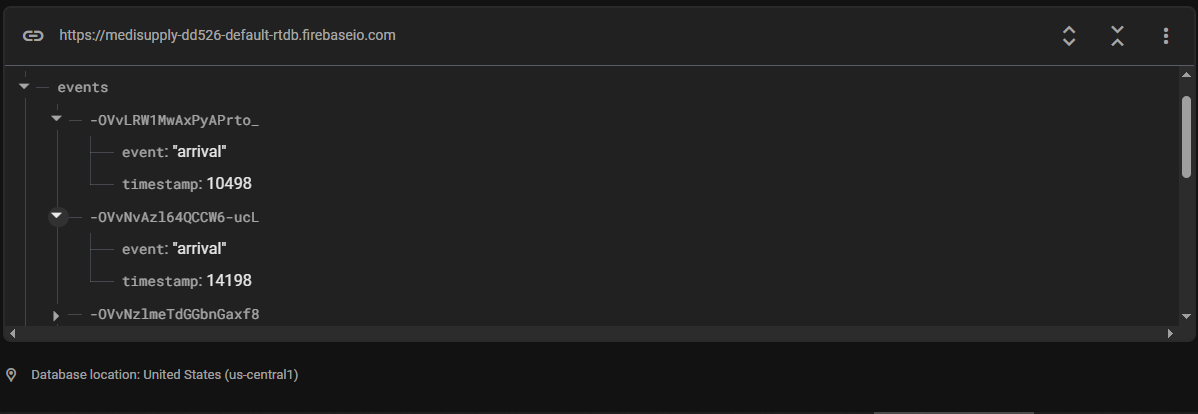 https://medisupply-dd526-default-rtdb.firebaseio.com
events
-OVvLRW1MwAxPyAPrto_
event: "arrival"
timestamp: 10498
-OVvNvAzl64QCCW6-ucL
event: "arrival"
timestamp: 14198
-OVvNzlmeTdGGbnGaxf8
Database location: United States (us-central1)